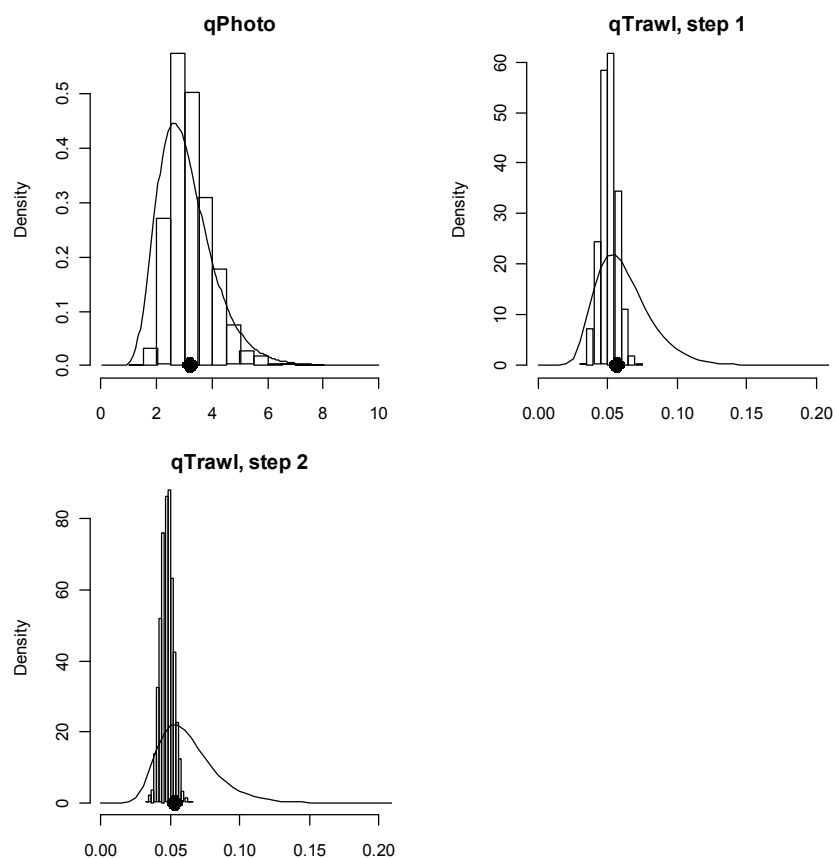 qPhoto
Density
0.0 0.1 0.2 0.3 0.4 0.5
0 2 4 6 8 10
qTrawl, step 1
Density
0 10 20 30 40 50 60
0.00 0.05 0.10 0.15 0.20
qTrawl, step 2
Density
0 20 40 60 80
0.00 0.05 0.10 0.15 0.20